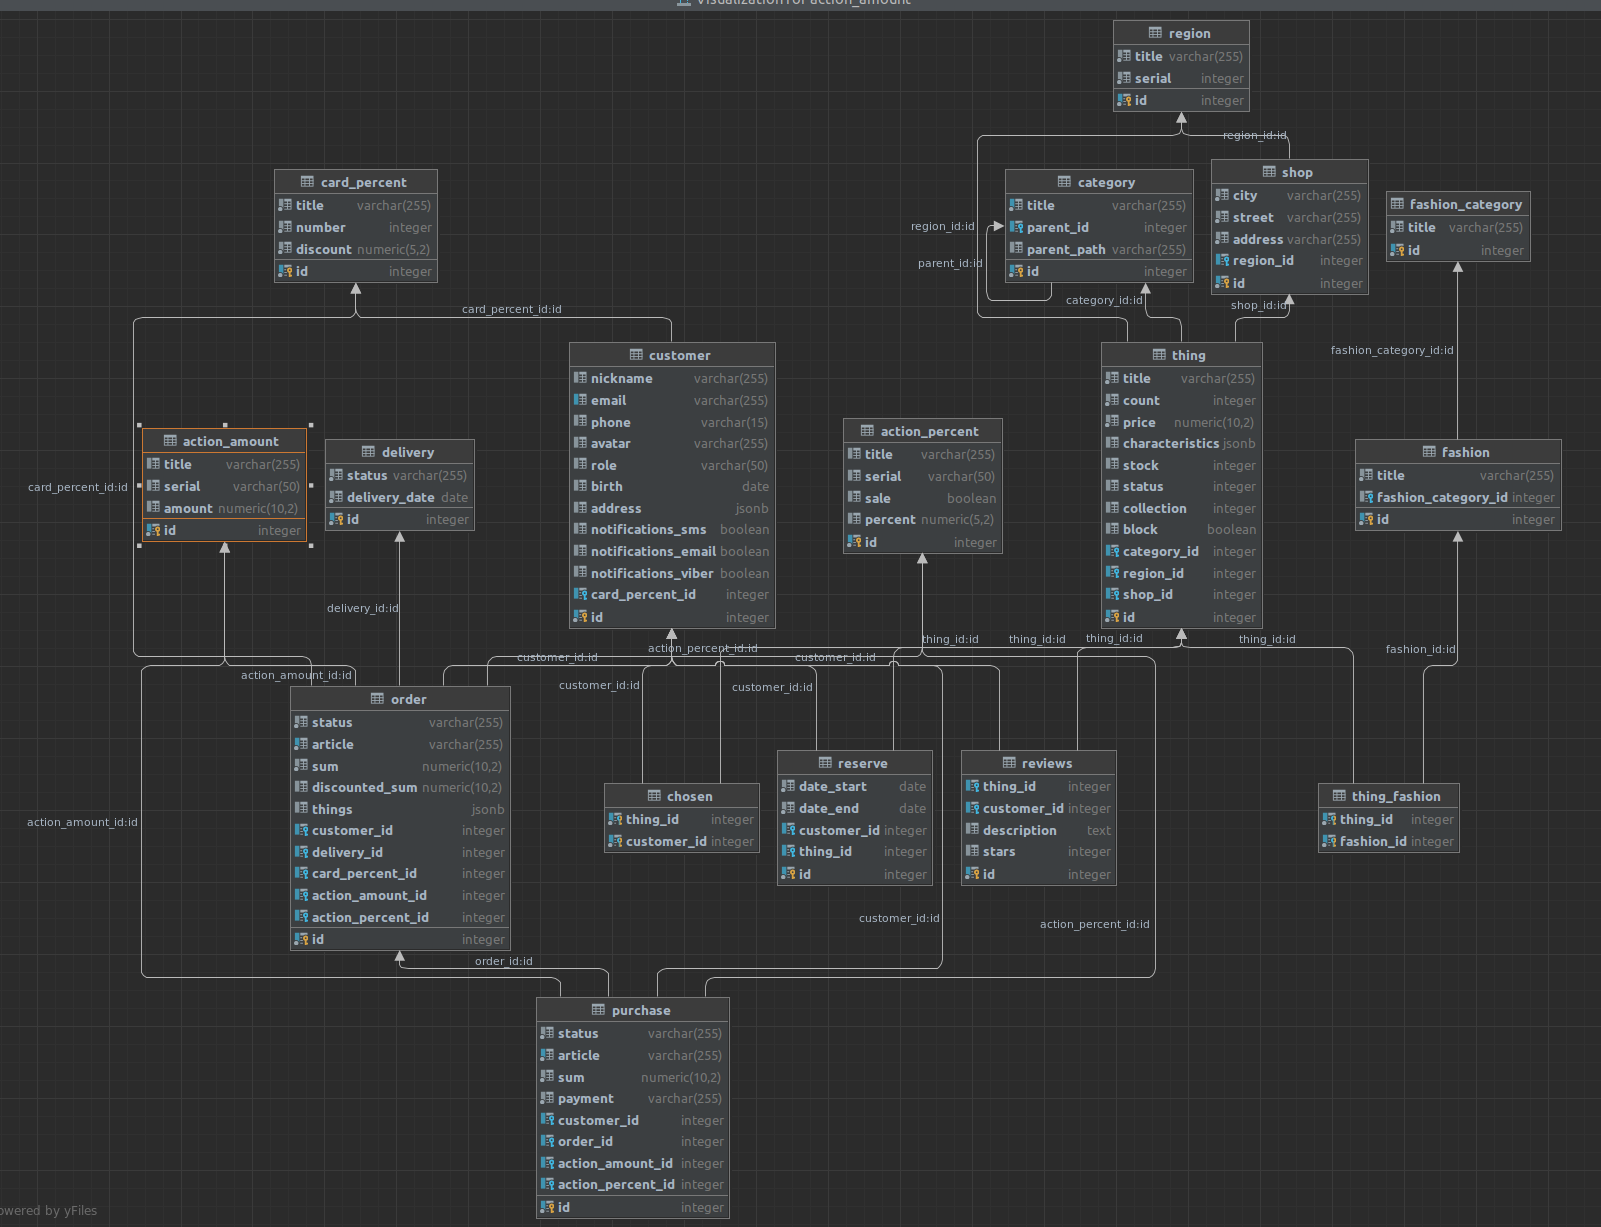 Visualization for action_amount
region
title varchar(255)
serial integer
id integer
region_id:id
card_percent
title varchar(255)
number integer
discount numeric(5,2)
id integer
category
title varchar(255)
parent_id integer
parent_path varchar(255)
id integer
shop
city varchar(255)
street varchar(255)
address varchar(255)
region_id integer
id integer
fashion_category
title varchar(255)
id integer
region_id:id
parent_id:id
category_id:id
shop_id:id
card_percent_id:id
fashion_category_id:id
customer
nickname varchar(255)
email varchar(255)
phone varchar(15)
avatar varchar(255)
role varchar(50)
birth date
address jsonb
notifications_sms boolean
notifications_email boolean
notifications_viber boolean
card_percent_id integer
id integer
thing
title varchar(255)
count integer
price numeric(10,2)
characteristics jsonb
stock integer
status integer
collection integer
block boolean
category_id integer
region_id integer
shop_id integer
id integer
action_amount
title varchar(255)
serial varchar(50)
amount numeric(10,2)
id integer
delivery
status varchar(255)
delivery_date date
id integer
action_percent
title varchar(255)
serial varchar(50)
sale boolean
percent numeric(5,2)
id integer
fashion
title varchar(255)
fashion_category_id integer
id integer
card_percent_id:id
delivery_id:id
action_percent_id:id
thing_id:id
thing_id:id
thing_id:id
thing_id:id
fashion_id:id
customer_id:id
customer_id:id
action_amount_id:id
customer_id:id
customer_id:id
order
status varchar(255)
article varchar(255)
sum numeric(10,2)
discounted_sum numeric(10,2)
things jsonb
customer_id integer
delivery_id integer
card_percent_id integer
action_amount_id integer
action_percent_id integer
id integer
chosen
thing_id integer
customer_id integer
reserve
date_start date
date_end date
customer_id integer
thing_id integer
id integer
reviews
thing_id integer
customer_id integer
description text
stars integer
id integer
thing_fashion
thing_id integer
fashion_id integer
action_amount_id:id
customer_id:id
action_percent_id:id
order_id:id
purchase
status varchar(255)
article varchar(255)
sum numeric(10,2)
payment varchar(255)
customer_id integer
order_id integer
action_amount_id integer
action_percent_id integer
id integer
owered by yFiles